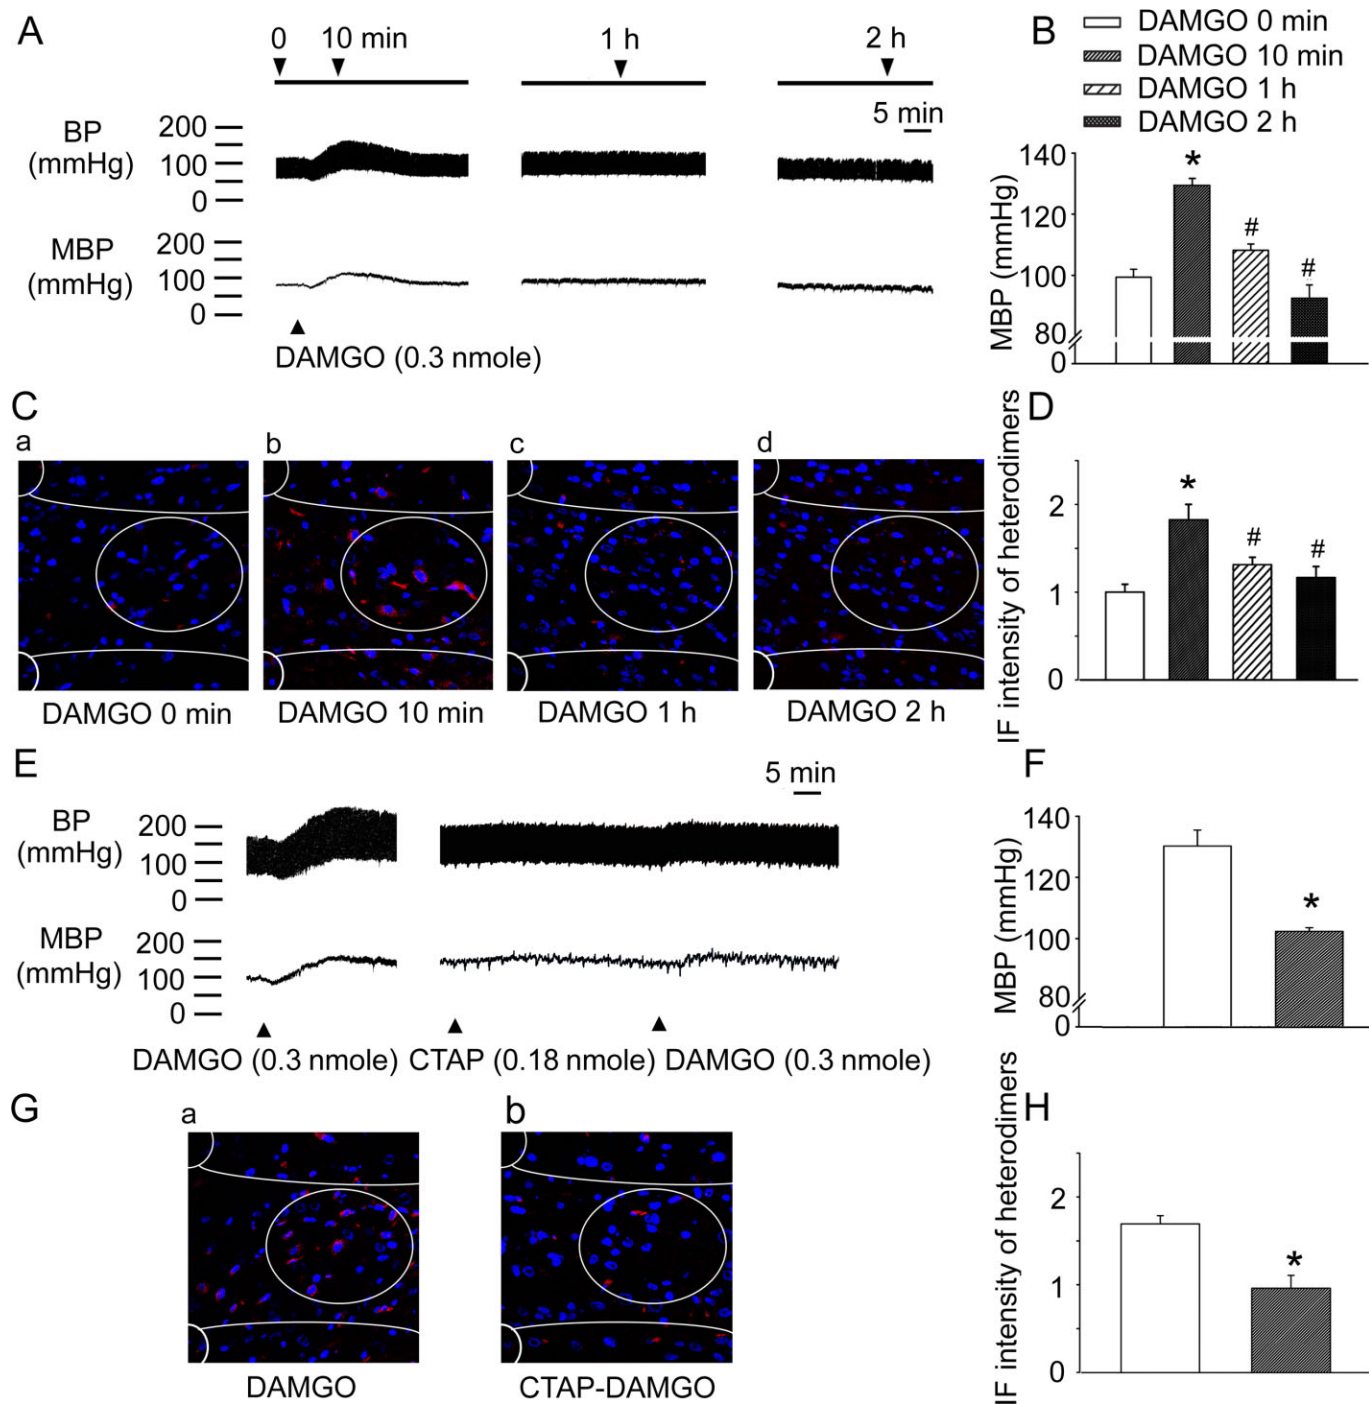 A
0 10 min 1 h 2 h
5 min
BP
(mmHg)
200
100
0
MBP
(mmHg)
200
100
0
DAMGO (0.3 nmole)
B
DAMGO 0 min
DAMGO 10 min
DAMGO 1 h
DAMGO 2 h
MBP (mmHg)
140
120
100
80
0
*
#
#
C
a b c d
DAMGO 0 min DAMGO 10 min DAMGO 1 h DAMGO 2 h
D
IF intensity of heterodimers
2
1
0
*
#
#
E
5 min
BP
(mmHg)
200
100
0
MBP
(mmHg)
200
100
0
DAMGO (0.3 nmole) CTAP (0.18 nmole) DAMGO (0.3 nmole)
F
MBP (mmHg)
140
120
100
80
0
*
G
a b
DAMGO CTAP-DAMGO
H
IF intensity of heterodimers
2
1
0
*